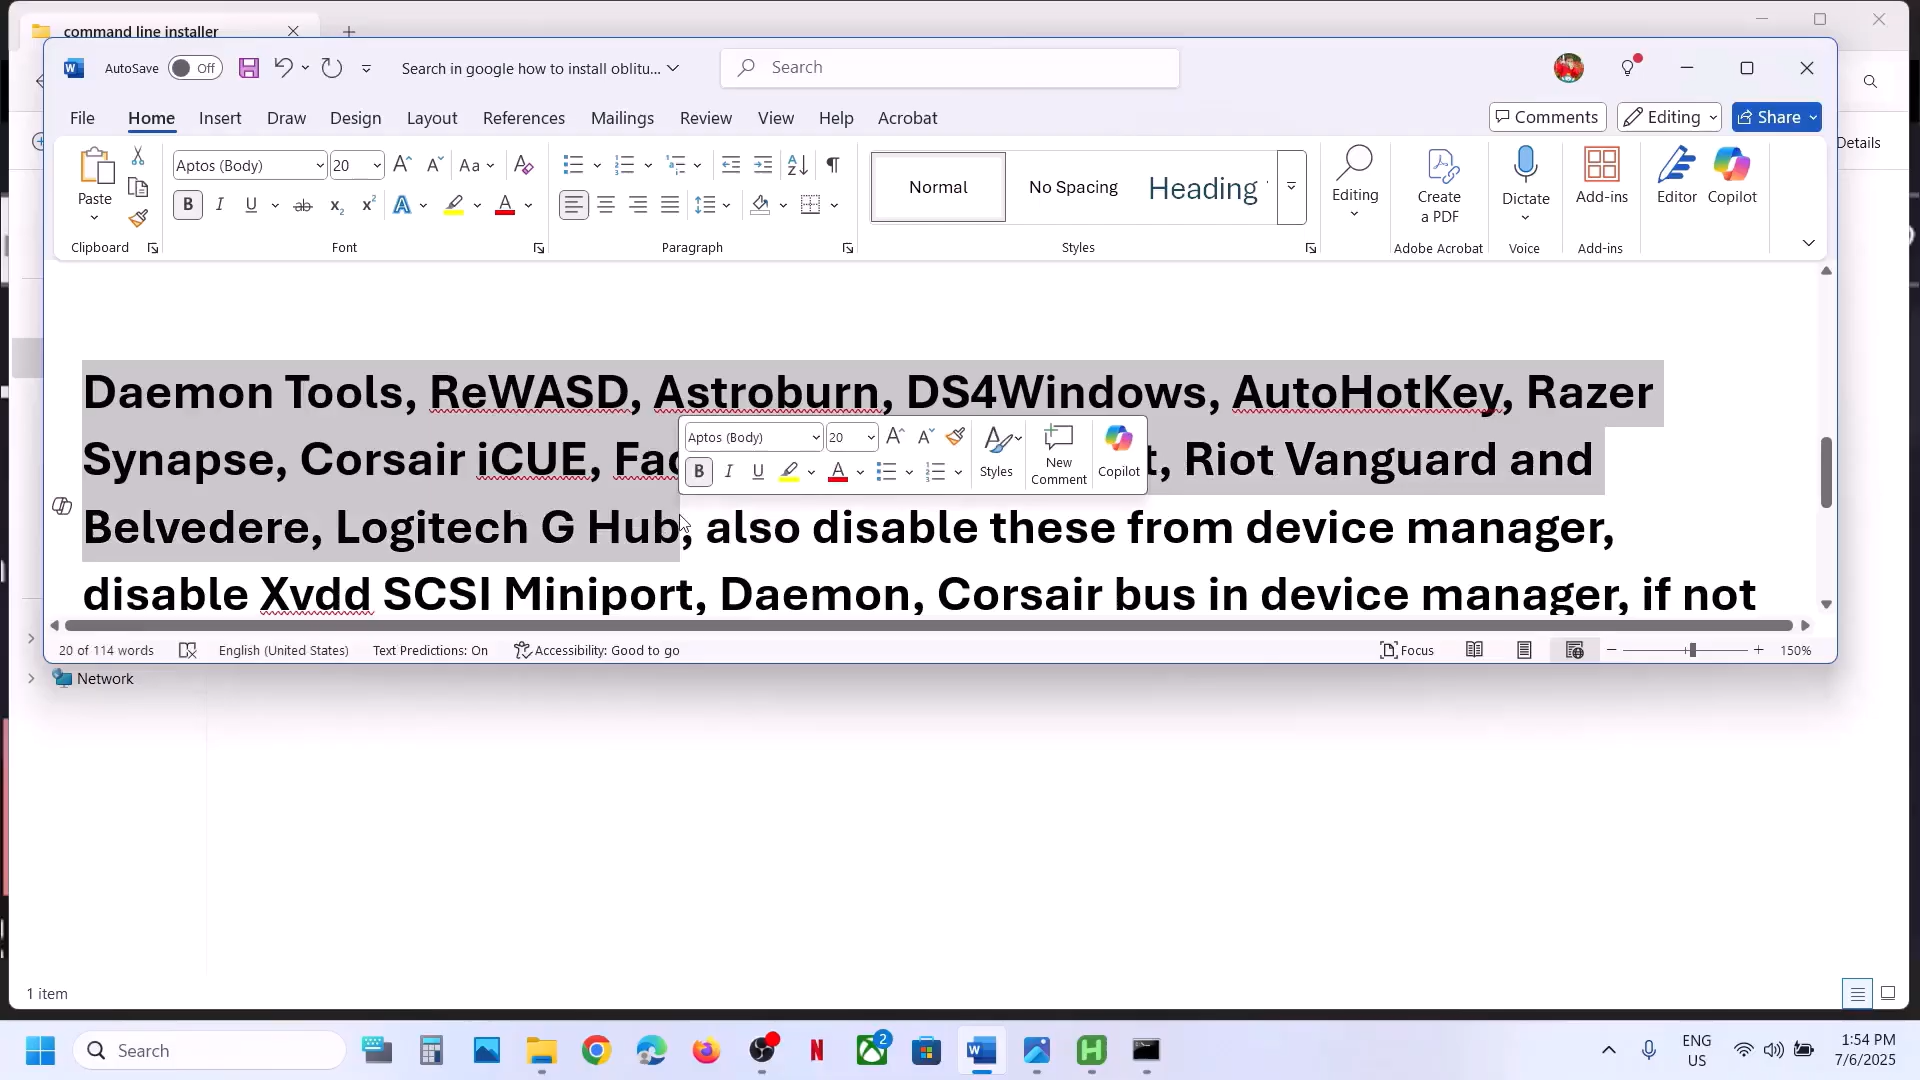 command line installer
AutoSave Off Search in google how to install oblitu... Search
File Home Insert Draw Design Layout References Mailings Review View Help Acrobat Comments Editing Share
Details
Paste Aptos (Body) 20 Aa Normal No Spacing Heading Editing Create a PDF Dictate Add-ins Editor Copilot
Clipboard Font Paragraph Styles Adobe Acrobat Voice Add-ins
Daemon Tools, ReWASD, Astroburn, DS4Windows, AutoHotKey, Razer
Aptos (Body) 20 Styles New Comment Copilot
Synapse, Corsair iCUE, t, Riot Vanguard and
Belvedere, Logitech G Hub, also disable these from device manager,
disable Xvdd SCSI Miniport, Daemon, Corsair bus in device manager, if not
20 of 114 words English (United States) Text Predictions: On Accessibility: Good to go Focus 150%
Network
1 item
Search 2 ENG US 1:54 PM 7/6/2025